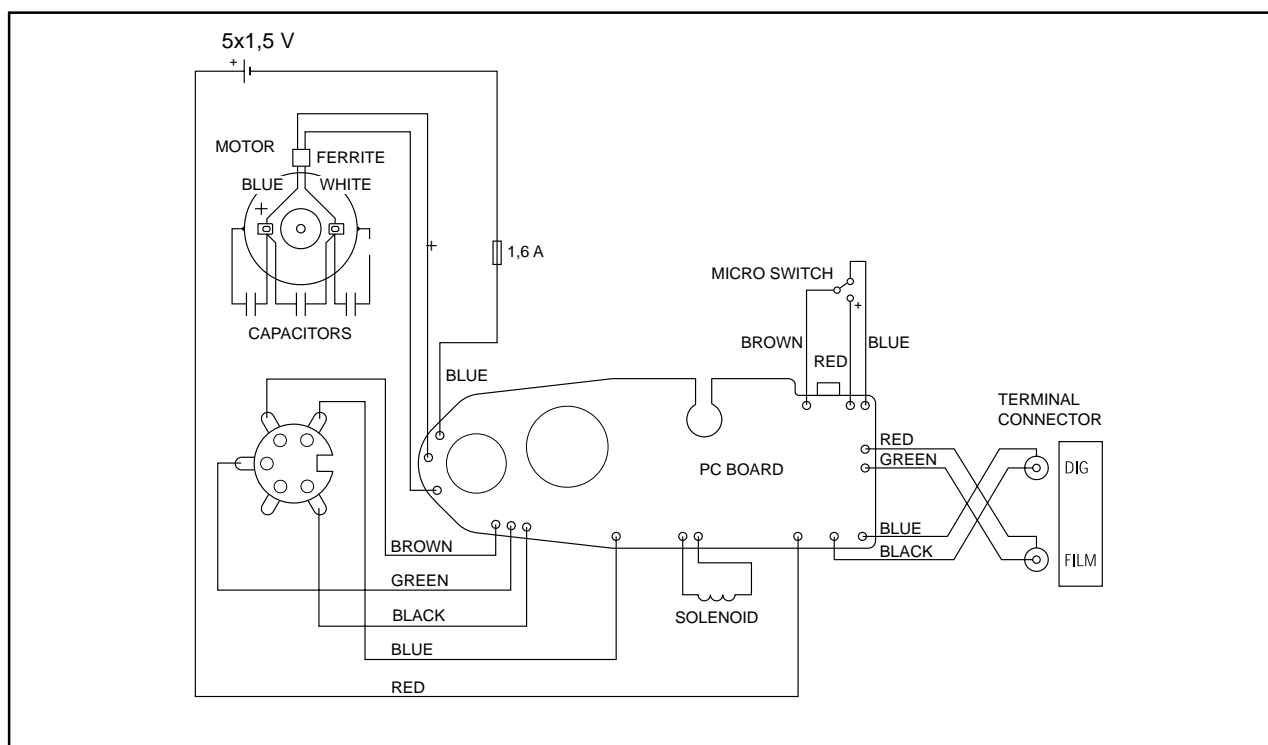 5x1,5 V
+
MOTOR
FERRITE
BLUE WHITE
+
+
1,6 A
CAPACITORS
MICRO SWITCH
+
BROWN
RED
BLUE
BLUE
TERMINAL
CONNECTOR
RED
GREEN
DIG
PC BOARD
BLUE
BLACK
FILM
BROWN
GREEN
BLACK
SOLENOID
BLUE
RED